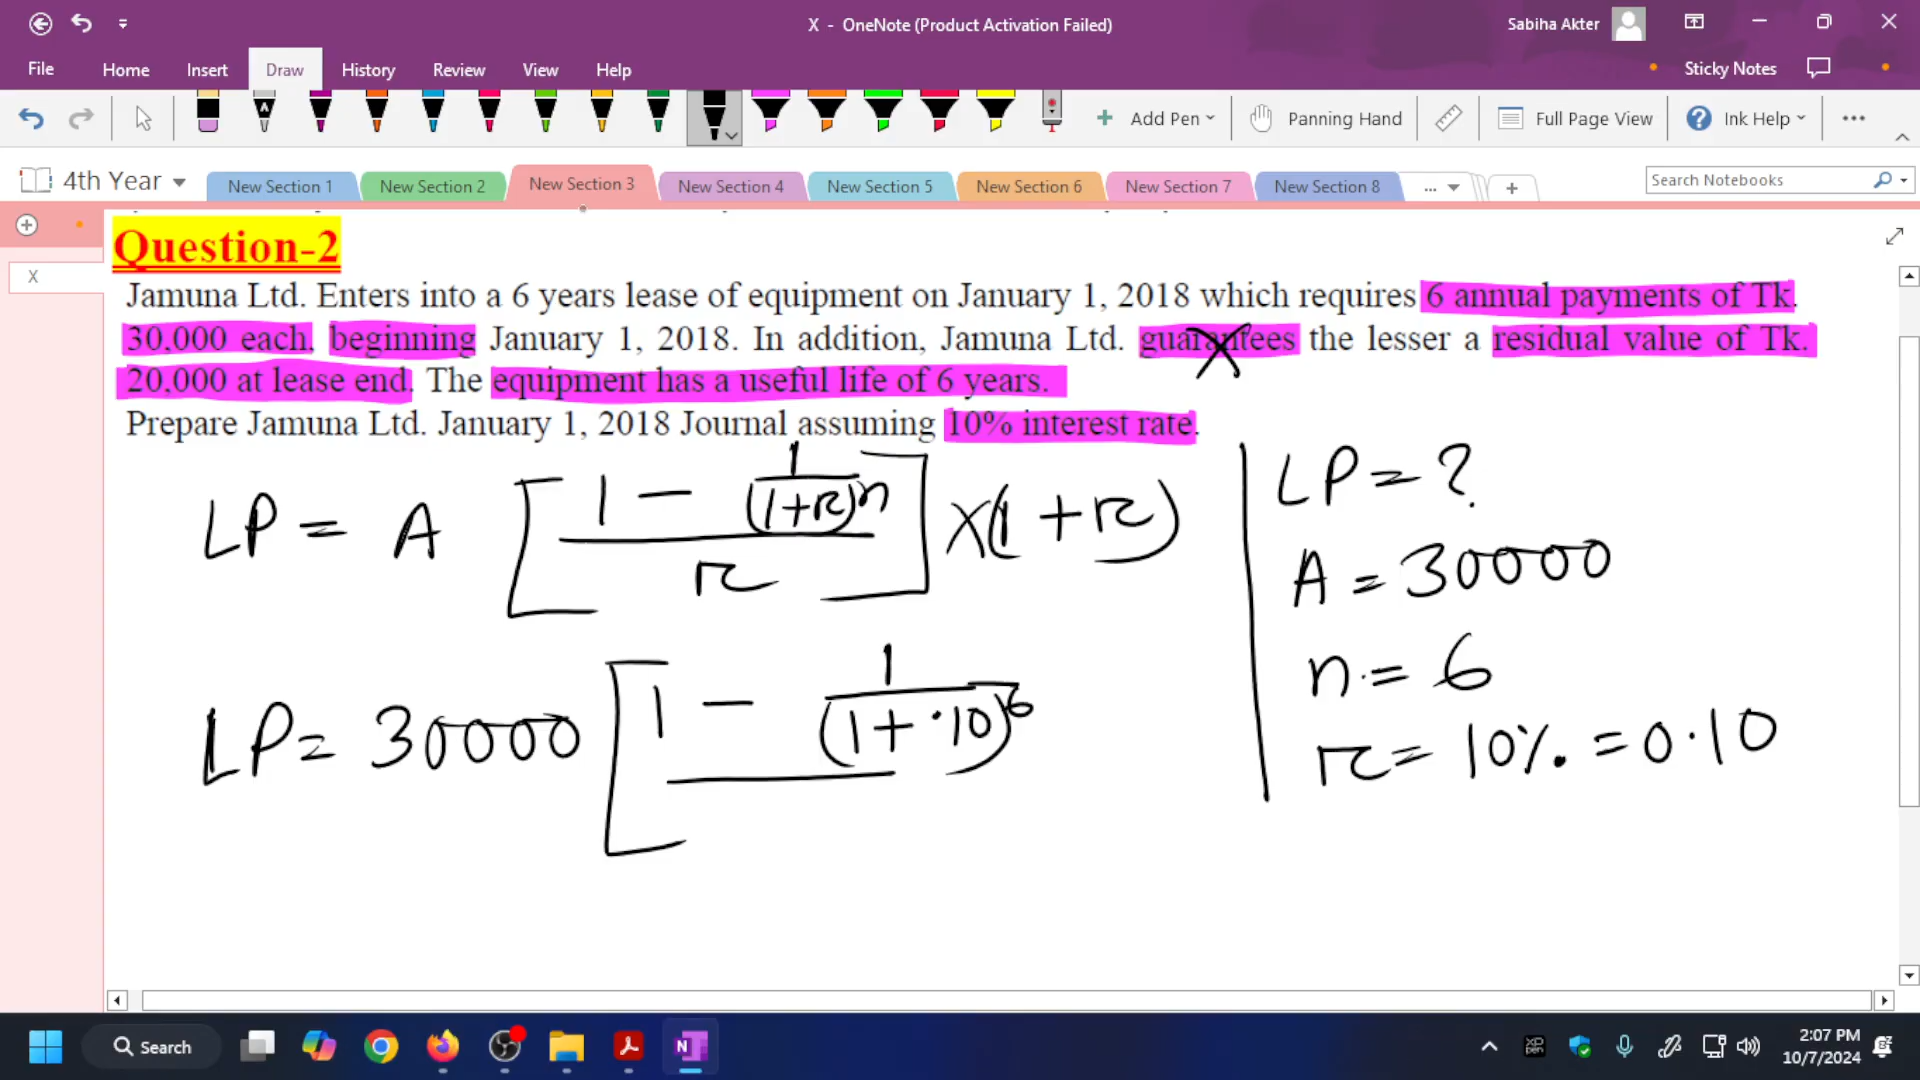 X - OneNote (Product Activation Failed)
Sabiha Akter
File Home Insert Draw History Review View Help
Sticky Notes
Add Pen
Panning Hand
Full Page View
Ink Help
4th Year
New Section 1
New Section 2
New Section 3
New Section 4
New Section 5
New Section 6
New Section 7
New Section 8
...
Search Notebooks
X
Question-2
Jamuna Ltd. Enters into a 6 years lease of equipment on January 1, 2018 which requires 6 annual payments of Tk.
30,000 each, beginning January 1, 2018. In addition, Jamuna Ltd. guarantees the lesser a residual value of Tk.
20,000 at lease end. The equipment has a useful life of 6 years.
Prepare Jamuna Ltd. January 1, 2018 Journal assuming 10% interest rate.
LP = A [ (1 - 1/(1+r)^n) / r ] x (1 + r)
LP = 30000 [ 1 - 1/(1+.10)^6
LP = ?
A = 30000
n = 6
r = 10% = 0.10
Search
2:07 PM
10/7/2024